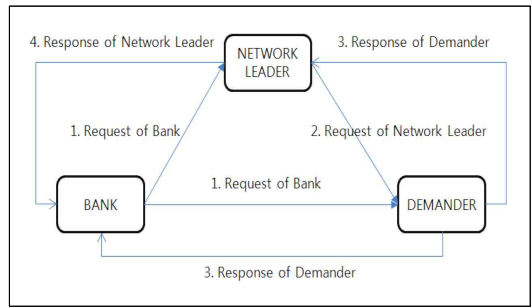 4. Response of Network Leader
3. Response of Demander
NETWORK
LEADER
1. Request of Bank
2. Request of Network Leader
1. Request of Bank
BANK
DEMANDER
3. Response of Demander